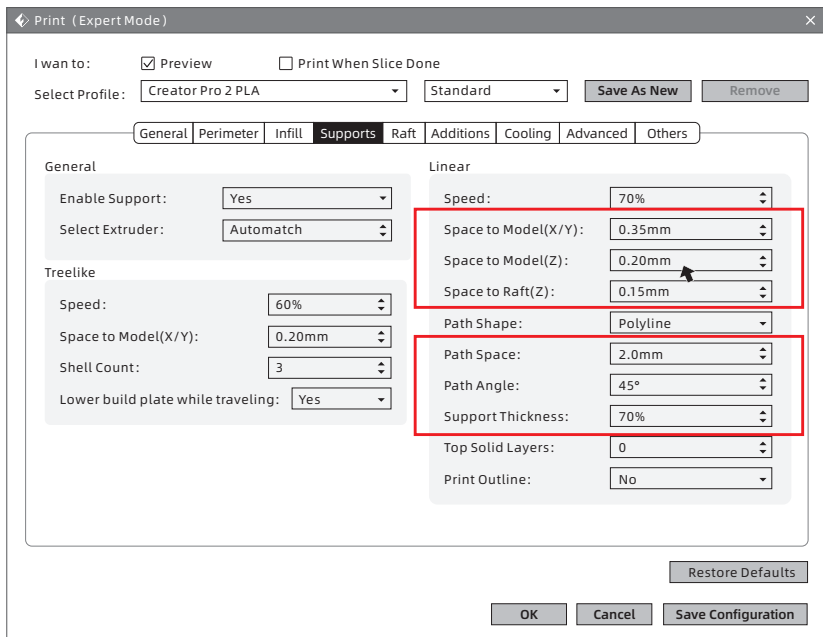 Print (Expert Mode)
I wan to: Preview Print When Slice Done
Select Profile: Creator Pro 2 PLA Standard Save As New Remove
General Perimeter Infill Supports Raft Additions Cooling Advanced Others
General
Enable Support: Yes
Select Extruder: Automatch
Treelike
Speed: 60%
Space to Model(X/Y): 0.20mm
Shell Count: 3
Lower build plate while traveling: Yes
Linear
Speed: 70%
Space to Model(X/Y): 0.35mm
Space to Model(Z): 0.20mm
Space to Raft(Z): 0.15mm
Path Shape: Polyline
Path Space: 2.0mm
Path Angle: 45°
Support Thickness: 70%
Top Solid Layers: 0
Print Outline: No
Restore Defaults
OK Cancel Save Configuration